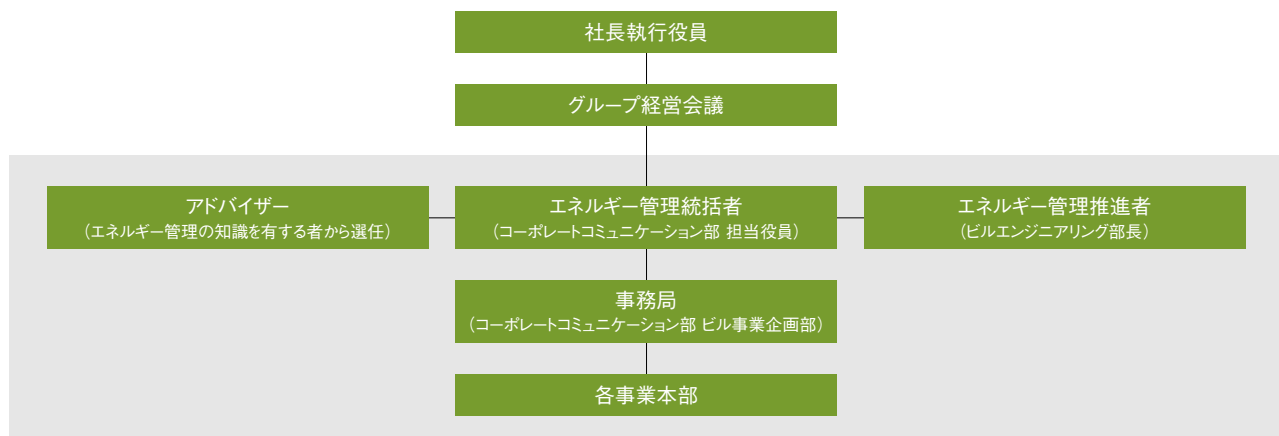 社長執行役員
グループ経営会議
アドバイザー
（エネルギー管理の知識を有する者から選任）
エネルギー管理統括者
（コーポレートコミュニケーション部 担当役員）
エネルギー管理推進者
（ビルエンジニアリング部長）
事務局
（コーポレートコミュニケーション部 ビル事業企画部）
各事業本部